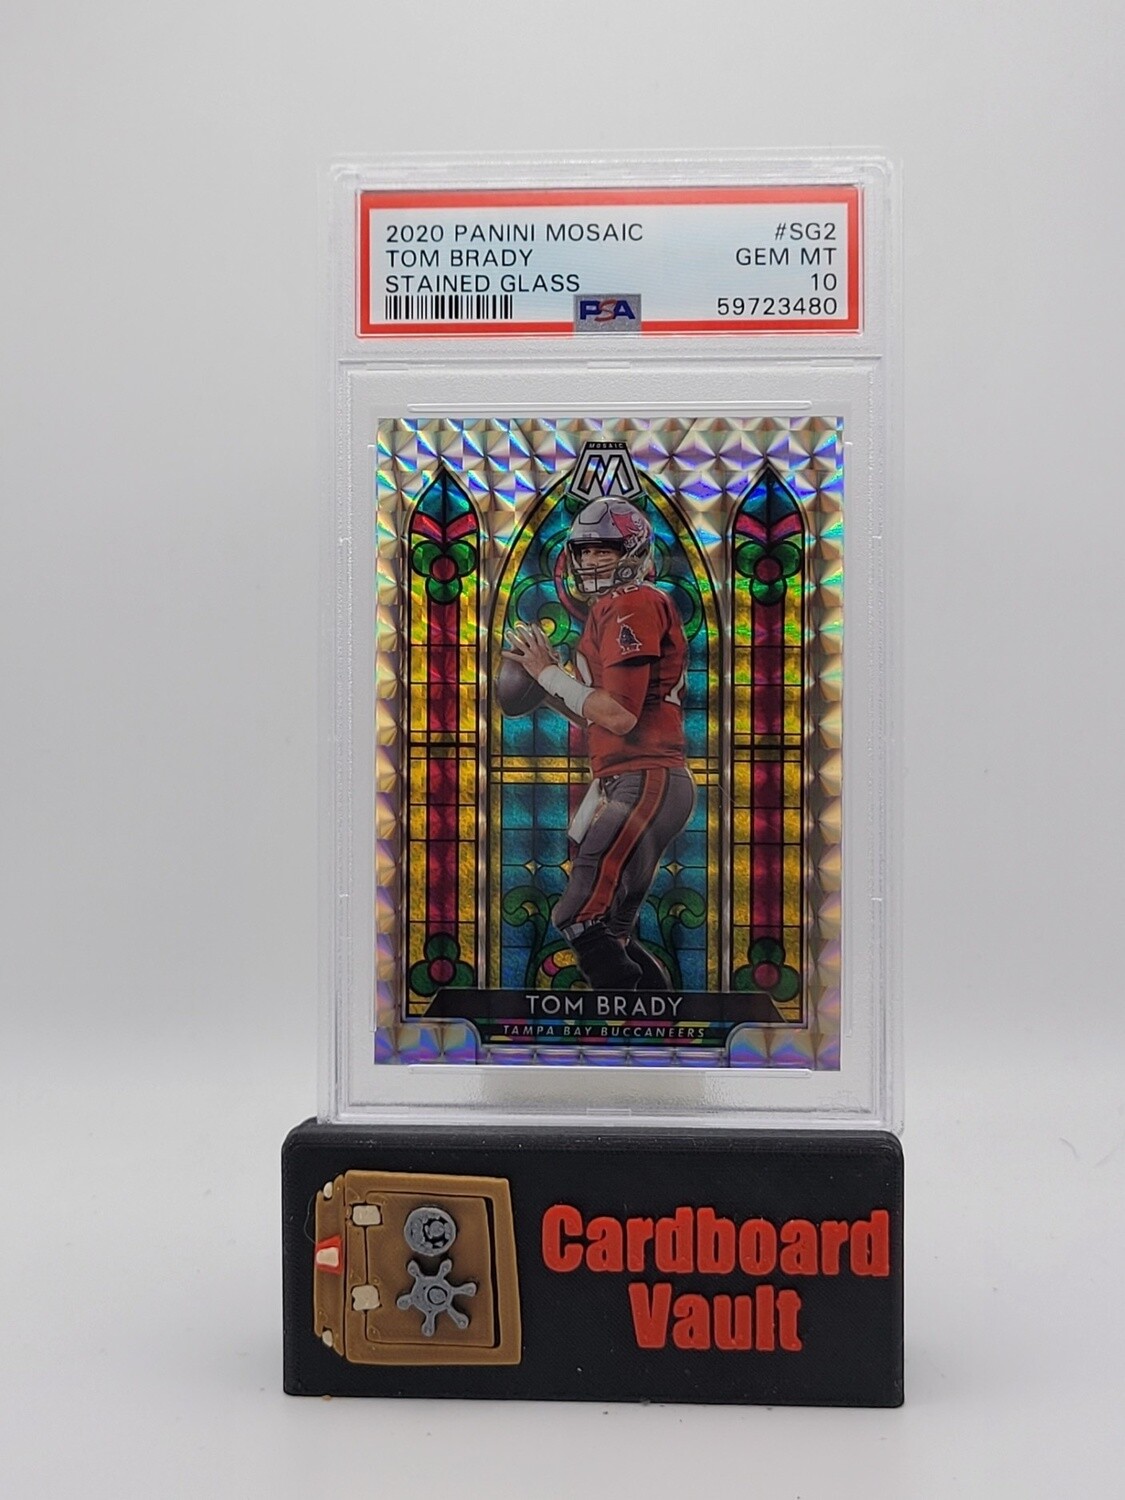 2020 PANINI MOSAIC #SG2
TOM BRADY GEM MT
STAINED GLASS 10
PSA 59723480
MOSAIC
M
12
TOM BRADY
TAMPA BAY BUCCANEERS
Cardboard
Vault